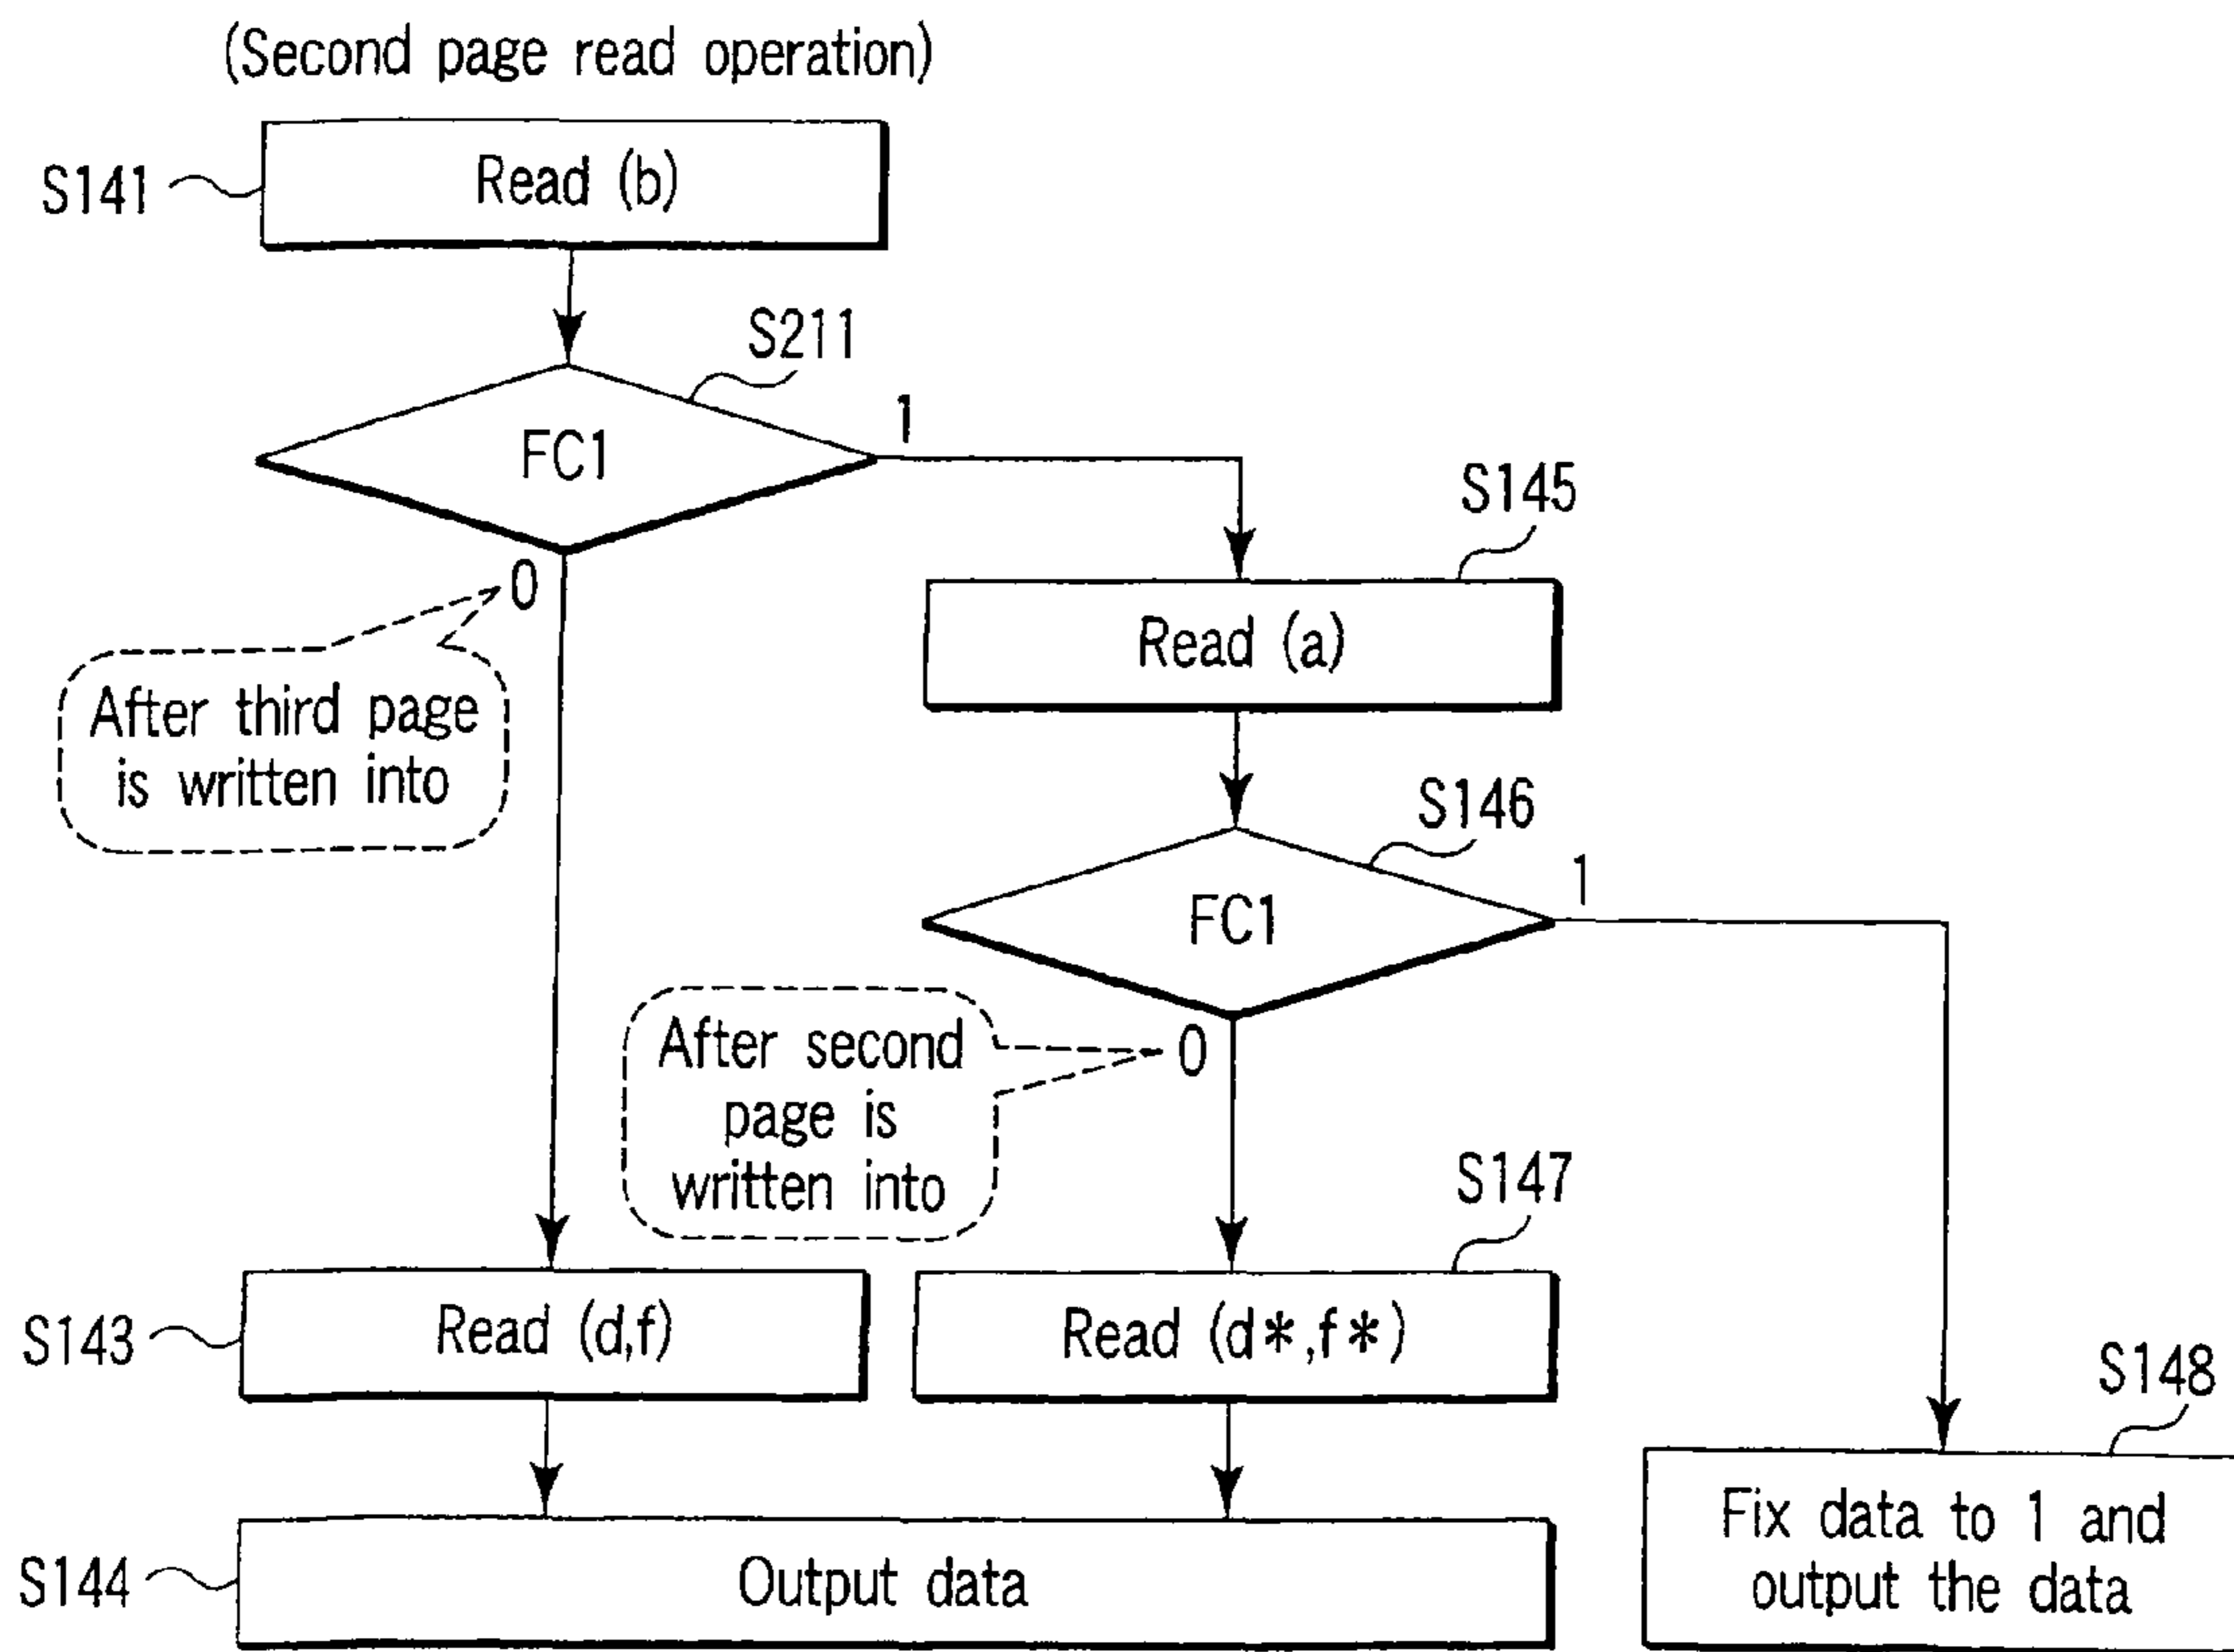 (Second page read operation)
S141
Read (b)
S211
FC1
1
0
S145
Read (a)
After third page
is written into
S146
FC1
1
0
After second
page is
written into
S147
S143
Read (d,f)
Read (d*,f*)
S148
S144
Output data
Fix data to 1 and
output the data